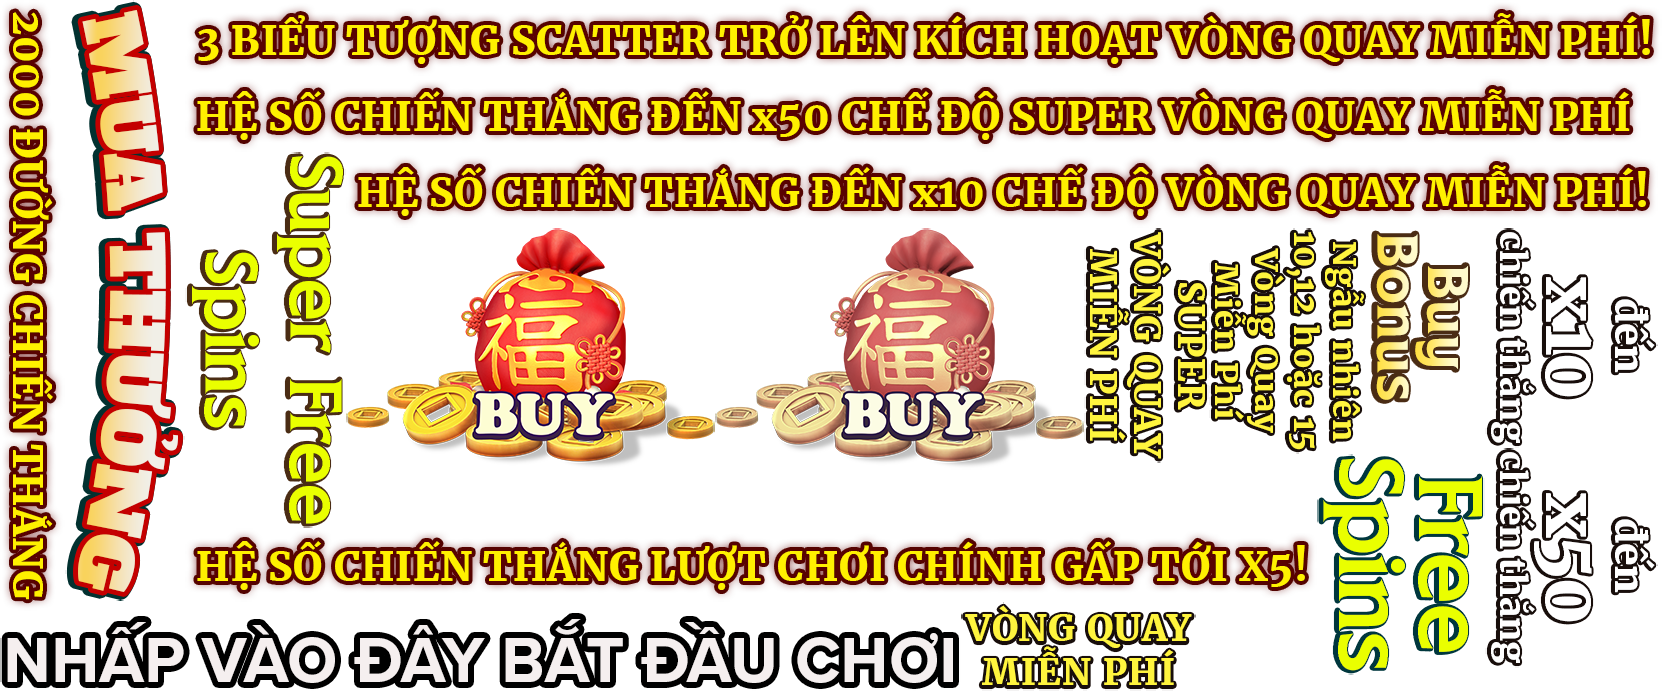 2000 ĐƯỜNG CHIẾN THẮNG
MUA THƯỞNG
3 BIỂU TƯỢNG SCATTER TRỞ LÊN KÍCH HOẠT VÒNG QUAY MIỄN PHÍ!
HỆ SỐ CHIẾN THẮNG ĐẾN x50 CHẾ ĐỘ SUPER VÒNG QUAY MIỄN PHÍ
HỆ SỐ CHIẾN THẮNG ĐẾN x10 CHẾ ĐỘ VÒNG QUAY MIỄN PHÍ!
Super Free
Spins
福
BUY
福
BUY
VÒNG QUAY
MIỄN PHÍ
SUPER
Ngẫu nhiên
10,12 hoặc 15
Vòng Quay
Miễn Phí
Buy
Bonus
đến
X10
chiến thắng
đến
X50
chiến thắng
Free
Spins
HỆ SỐ CHIẾN THẮNG LƯỢT CHƠI CHÍNH GẤP TỚI X5!
NHẤP VÀO ĐÂY BẮT ĐẦU CHƠI
VÒNG QUAY
MIỄN PHÍ